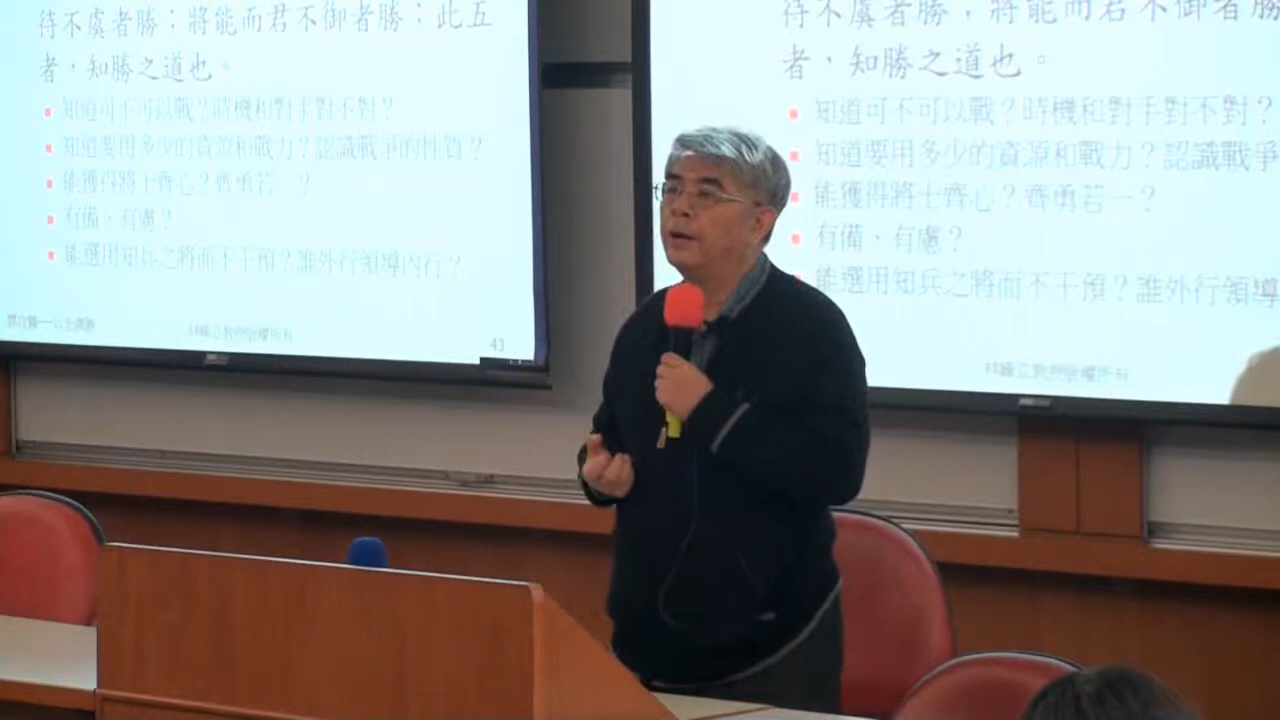 待不虞者勝；將能而君不御者勝：此五
者，知勝之道也。
知道可不可以戰？時機和對手對不對？
知道要用多少的資源和戰力？認識戰爭的性質？
能獲得將士齊心？齊勇若一？
有備、有慮？
能選用知兵之將而不干預？誰外行領導內行？
43
待不虞者勝；將能而君不御者勝
者，知勝之道也。
知道可不可以戰？時機和對手對不對？
知道要用多少的資源和戰力？認識戰爭
能獲得將士齊心？齊勇若一？
有備、有慮？
能選用知兵之將而不干預？誰外行領導
教授版權所有